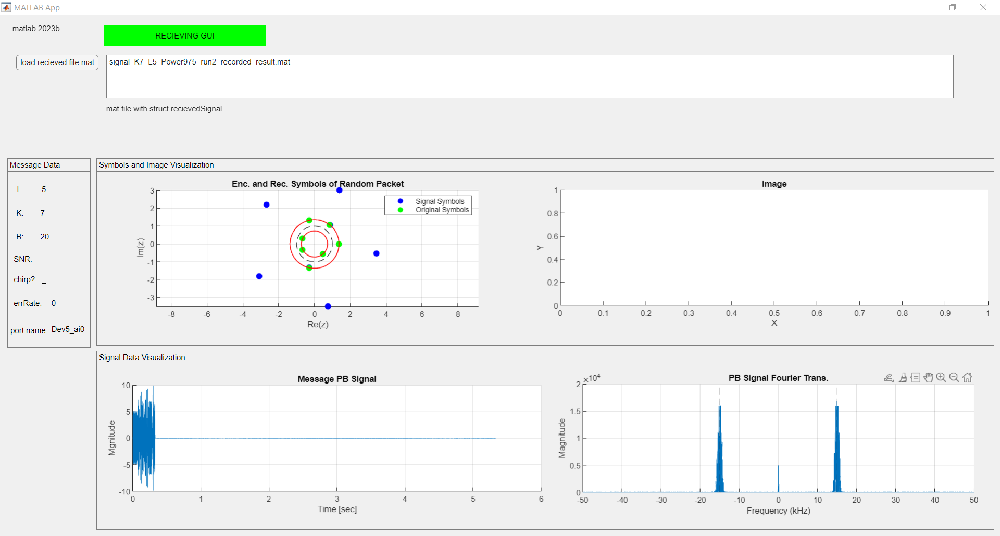 MATLAB App
matlab 2023b
RECIEVING GUI
load recieved file.mat
signal_K7_L5_Power975_run2_recorded_result.mat
mat file with struct recievedSignal
Message Data
L: 5
K: 7
B: 20
SNR: _
chirp? _
errRate: 0
port name: Dev5_ai0
Symbols and Image Visualization
Enc. and Rec. Symbols of Random Packet
Signal Symbols
Original Symbols
3
2
1
0
-1
-2
-3
Im(z)
-8 -6 -4 -2 0 2 4 6 8
Re(z)
image
1
0.8
0.6
0.4
0.2
0
Y
0 0.1 0.2 0.3 0.4 0.5 0.6 0.7 0.8 0.9 1
X
Signal Data Visualization
Message PB Signal
10
5
0
-5
-10
Mgnitude
0 1 2 3 4 5 6
Time [sec]
PB Signal Fourier Trans.
×10⁴
2
1.5
1
0.5
0
Magnitude
-50 -40 -30 -20 -10 0 10 20 30 40 50
Frequency (kHz)